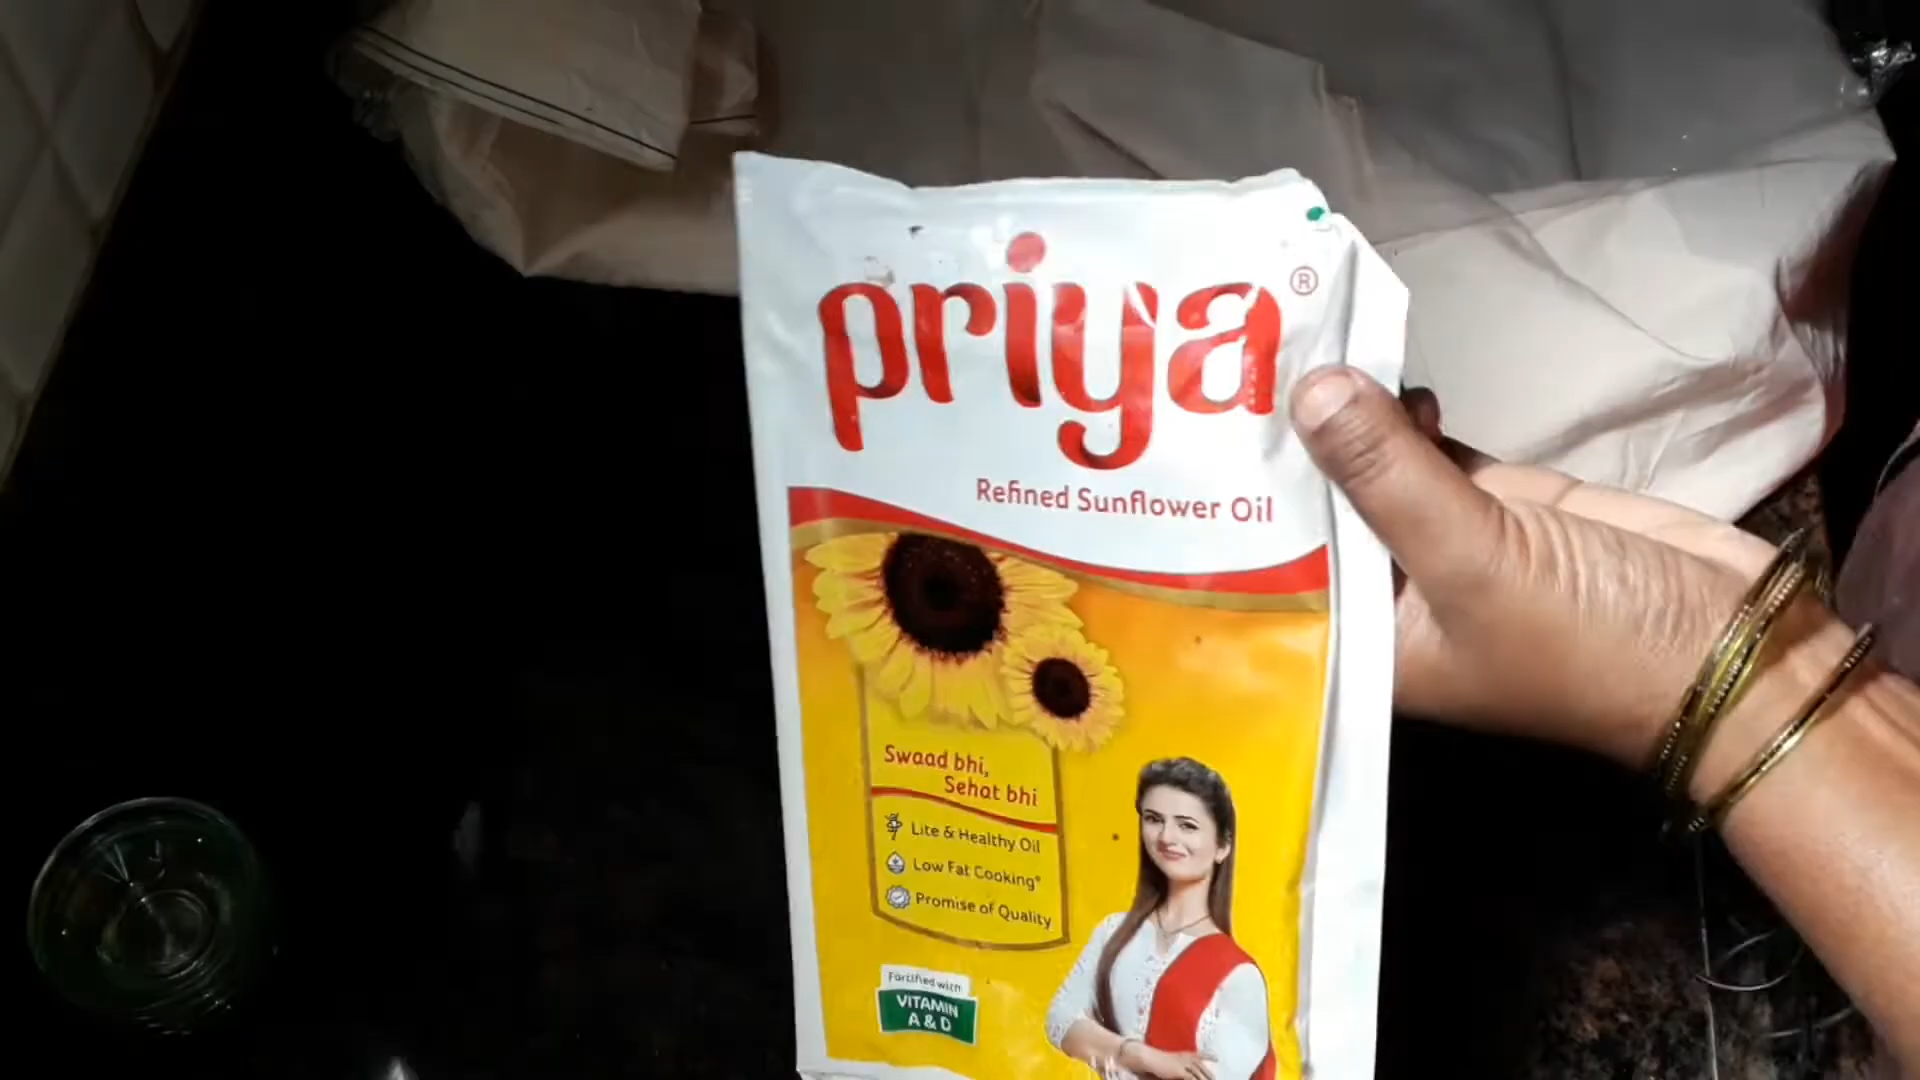 priya®
Refined Sunflower Oil
Swaad bhi,
Sehat bhi
Lite & Healthy Oil
Low Fat Cooking*
Promise of Quality
Fortified with
VITAMIN
A & D